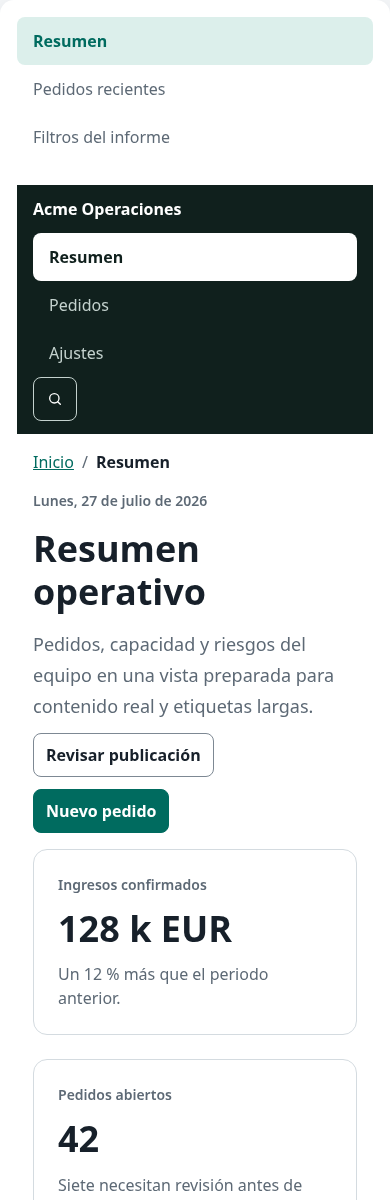 Resumen
Pedidos recientes
Filtros del informe
Acme Operaciones
Resumen
Pedidos
Ajustes
Inicio / Resumen
Lunes, 27 de julio de 2026
Resumen
operativo
Pedidos, capacidad y riesgos del
equipo en una vista preparada para
contenido real y etiquetas largas.
Revisar publicación
Nuevo pedido
Ingresos confirmados
128 k EUR
Un 12 % más que el periodo
anterior.
Pedidos abiertos
42
Siete necesitan revisión antes de